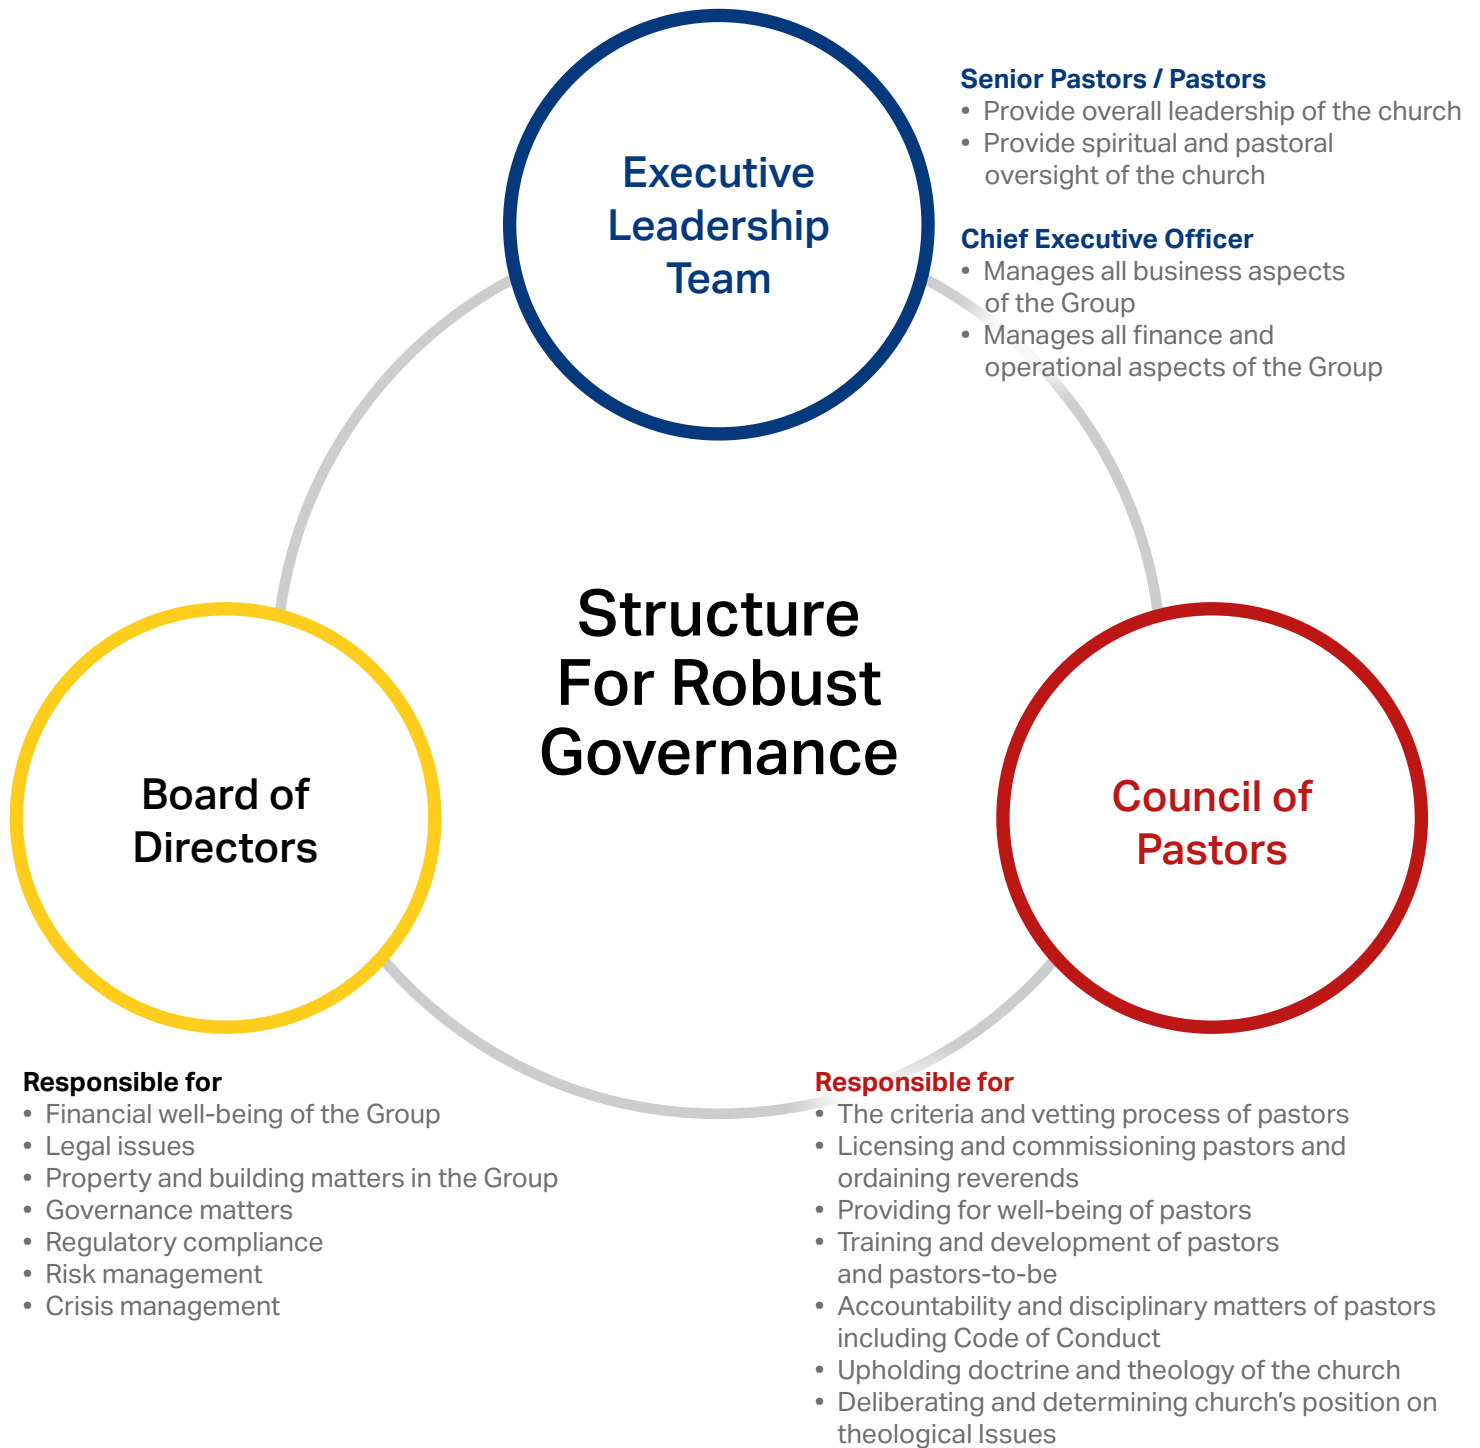 Executive
Leadership
Team
Senior Pastors / Pastors
• Provide overall leadership of the church
• Provide spiritual and pastoral
oversight of the church
Chief Executive Officer
• Manages all business aspects
of the Group
• Manages all finance and
operational aspects of the Group
Structure
For Robust
Governance
Board of
Directors
Council of
Pastors
Responsible for
• Financial well-being of the Group
• Legal issues
• Property and building matters in the Group
• Governance matters
• Regulatory compliance
• Risk management
• Crisis management
Responsible for
• The criteria and vetting process of pastors
• Licensing and commissioning pastors and
ordaining reverends
• Providing for well-being of pastors
• Training and development of pastors
and pastors-to-be
• Accountability and disciplinary matters of pastors
including Code of Conduct
• Upholding doctrine and theology of the church
• Deliberating and determining church’s position on
theological Issues